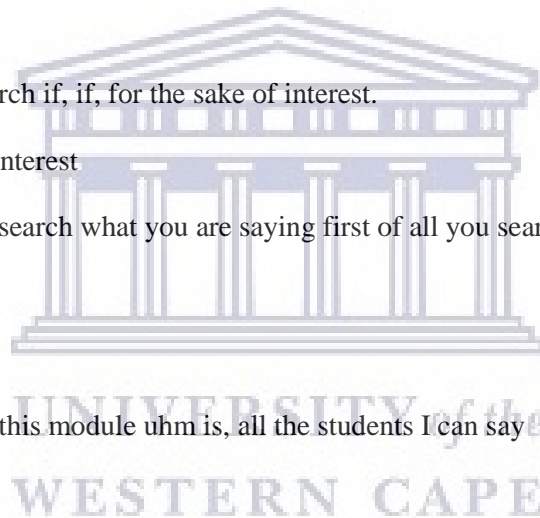 rch if, if, for the sake of interest.
nterest
search what you are saying first of all you sear
this module uhm is, all the students I can say
UNIVERSITY of the
WESTERN CAPE